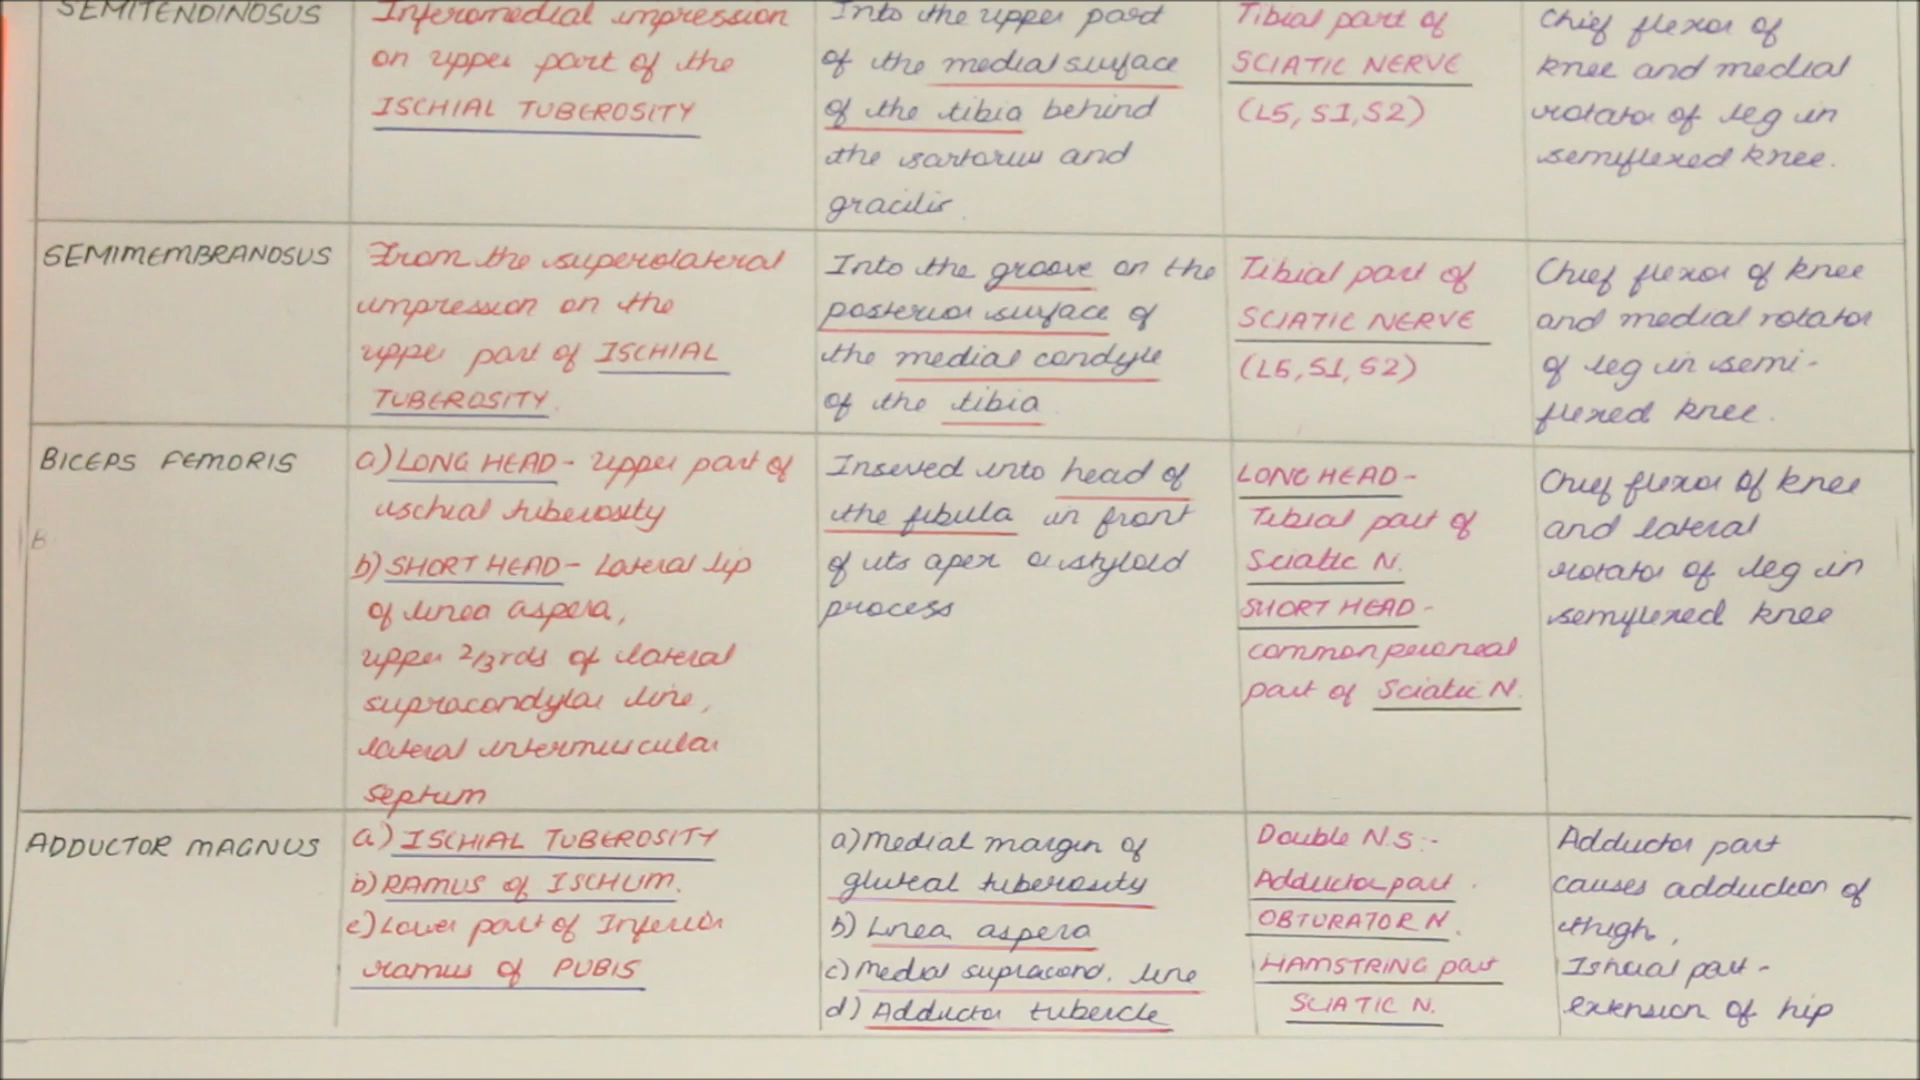 SEMITENDINOSUS
Inferomedial impression
on upper part of the
ISCHIAL TUBEROSITY
Into the upper part
of the medial surface
of the tibia behind
the sartorius and
gracilis.
Tibial part of
SCIATIC NERVE
(L5, S1, S2)
Chief flexor of
knee and medial
rotator of leg in
semiflexed knee.
SEMIMEMBRANOSUS
From the superolateral
impression on the
upper part of ISCHIAL
TUBEROSITY.
Into the groove on the
posterior surface of
the medial condyle
of the tibia
Tibial part of
SCIATIC NERVE
(L5, S1, S2)
Chief flexor of knee
and medial rotator
of leg in semi-
flexed knee.
BICEPS FEMORIS
B
a) LONG HEAD - upper part of
ischial tuberosity
b) SHORT HEAD - Lateral lip
of linea aspera,
upper 2/3rds of lateral
supracondylar line,
lateral intermuscular
septum
Inserved into head of
the fibula in front
of its apex or styloid
process
LONG HEAD -
Tibial part of
Sciatic N.
SHORT HEAD -
common peroneal
part of Sciatic N.
Chief flexor of knee
and lateral
rotator of leg in
semiflexed knee
ADDUCTOR MAGNUS
a) ISCHIAL TUBEROSITY
b) RAMUS of ISCHIUM.
c) Lower part of Inferior
ramus of PUBIS
a) Medial margin of
gluteal tuberosity
b) Linea aspera
c) Medial supracond. line
d) Adductor tubercle
Double N.S:-
Adductor part.
OBTURATOR N.
HAMSTRING part
SCIATIC N.
Adductor part
causes adduction of
thigh,
Ishcial part -
extension of hip